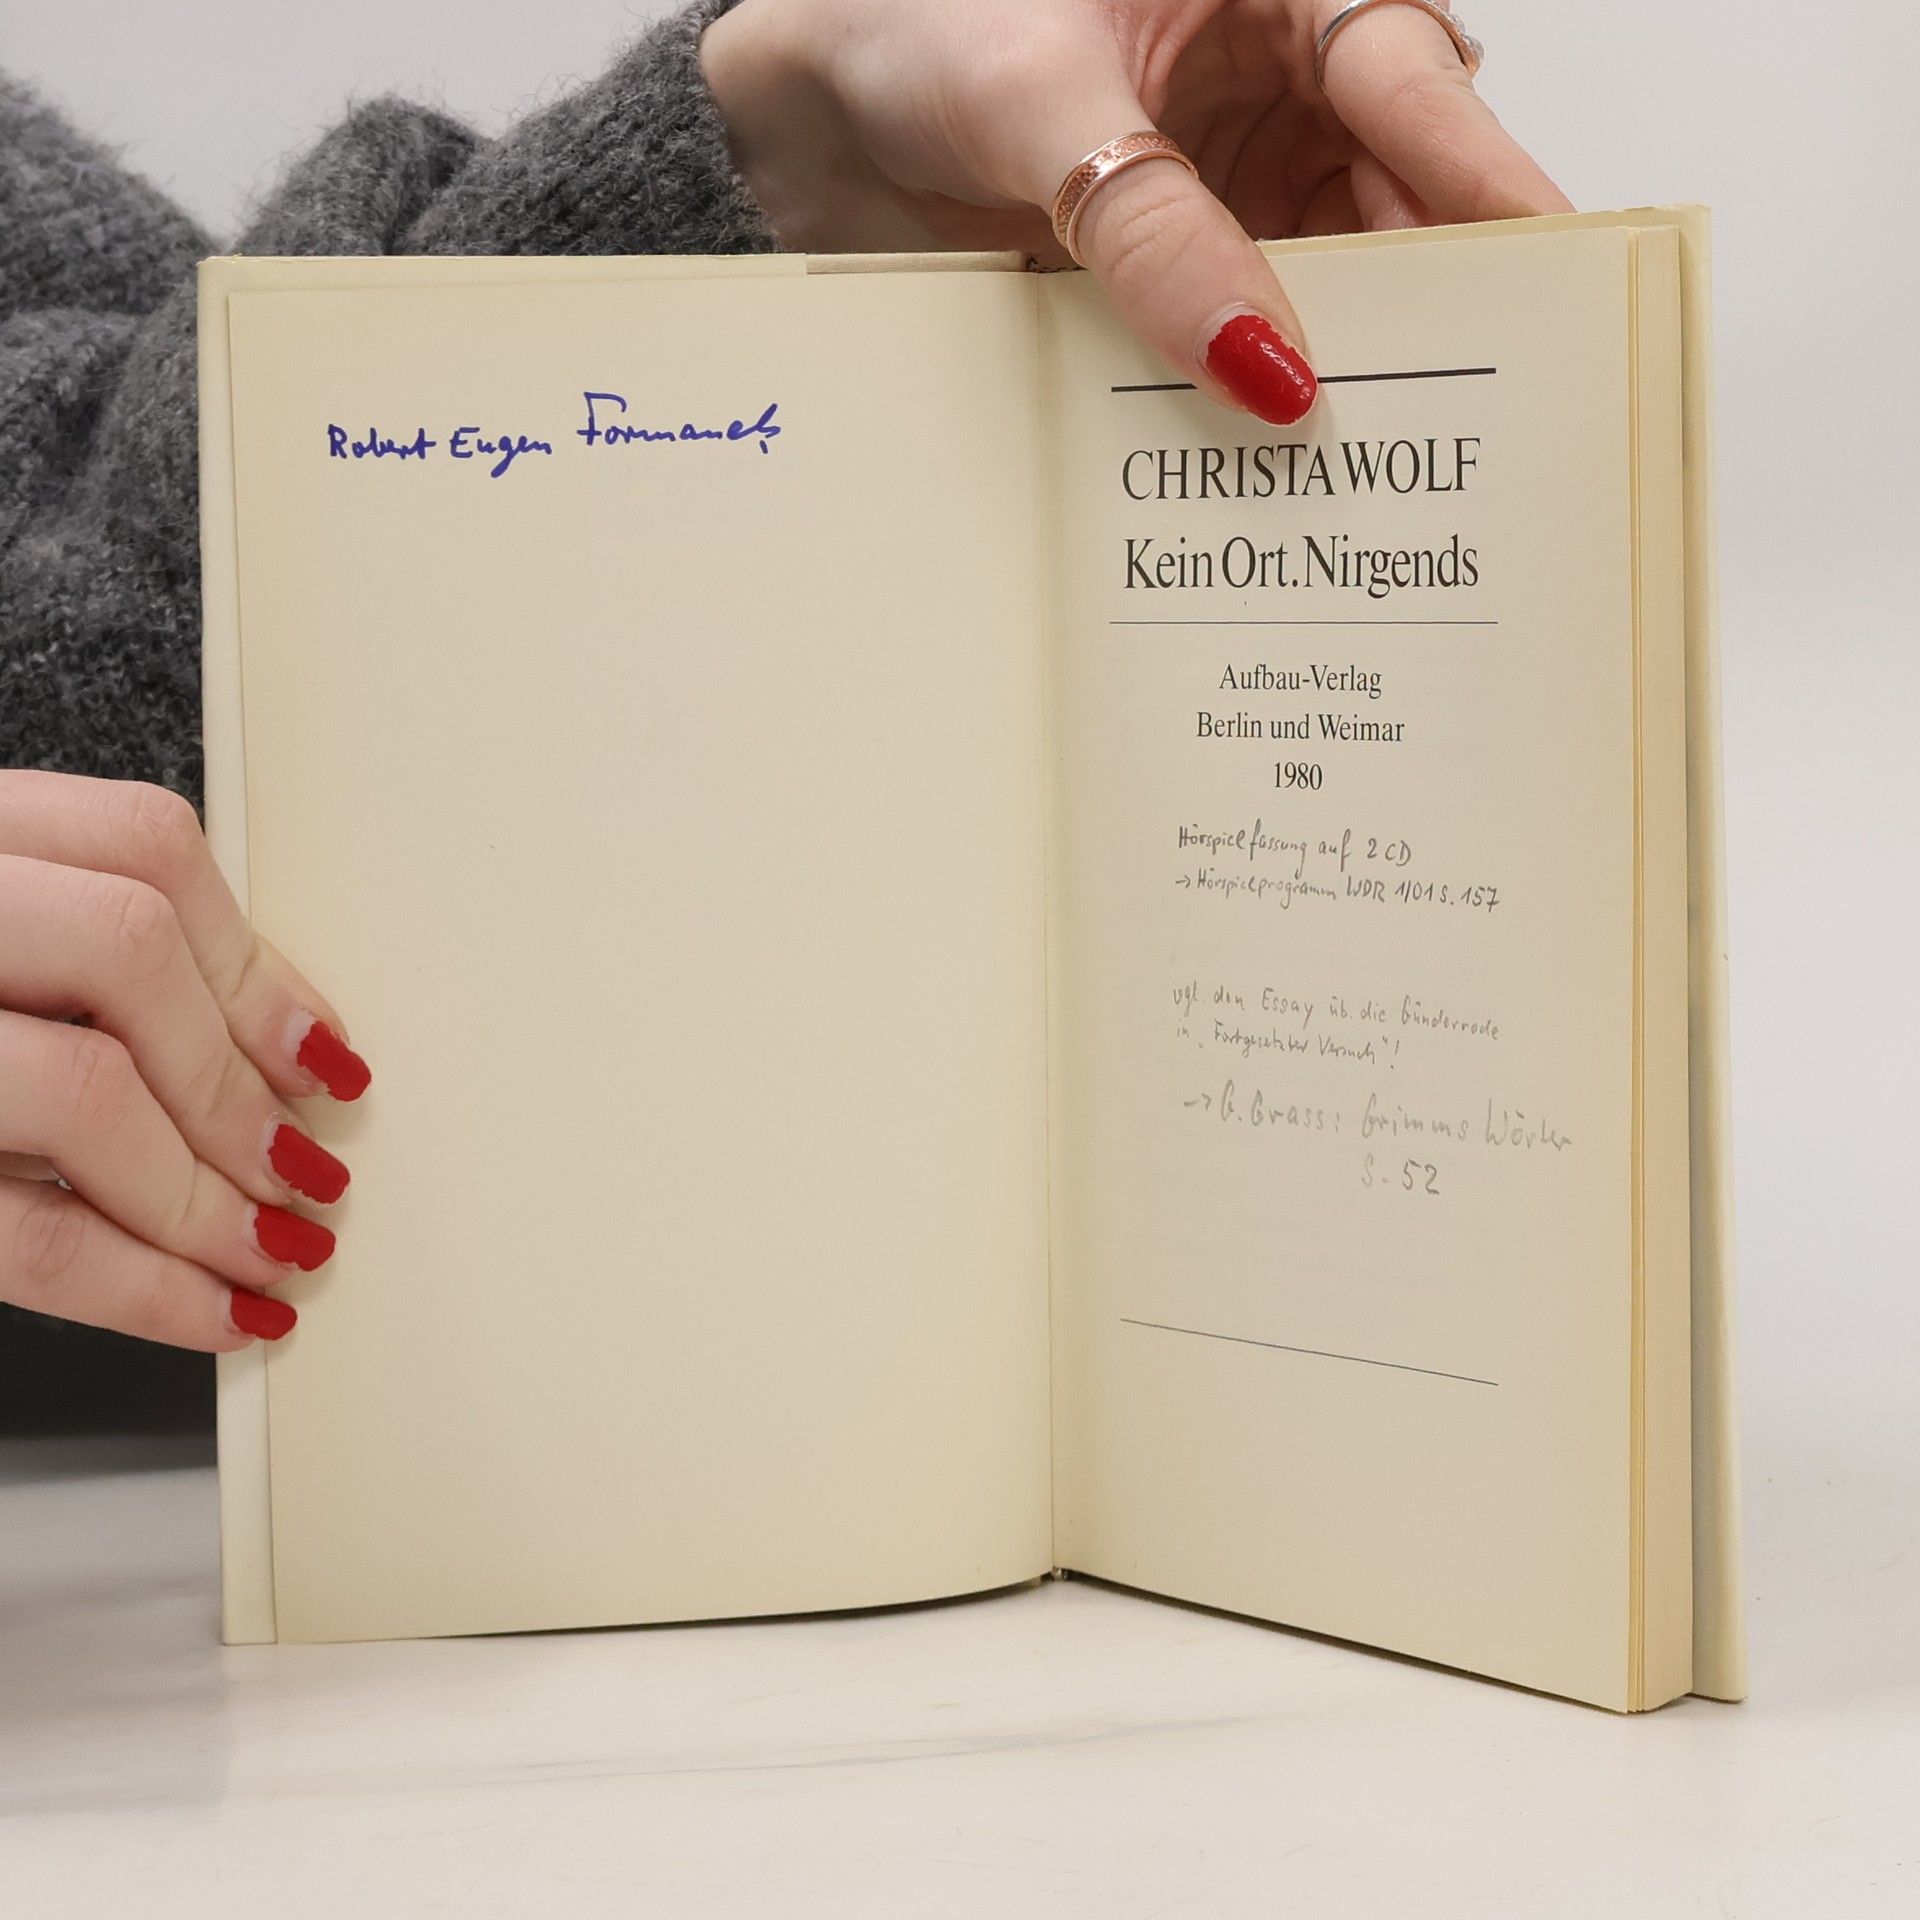 Robert Eugen Formanek
CHRISTA WOLF
Kein Ort. Nirgends
Aufbau-Verlag
Berlin und Weimar
1980
Hörspielfassung auf 2 CD
→ Hörspielprogramm WDR 1/01 S. 157
vgl. den Essay üb. die Günderrode
in „Fortgesetzter Versuch"!
→ G. Grass: Grimms Wörter
S. 52